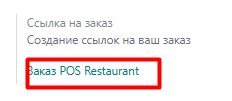 Ссылка на заказ
Создание ссылок на ваш заказ
Заказ POS Restaurant